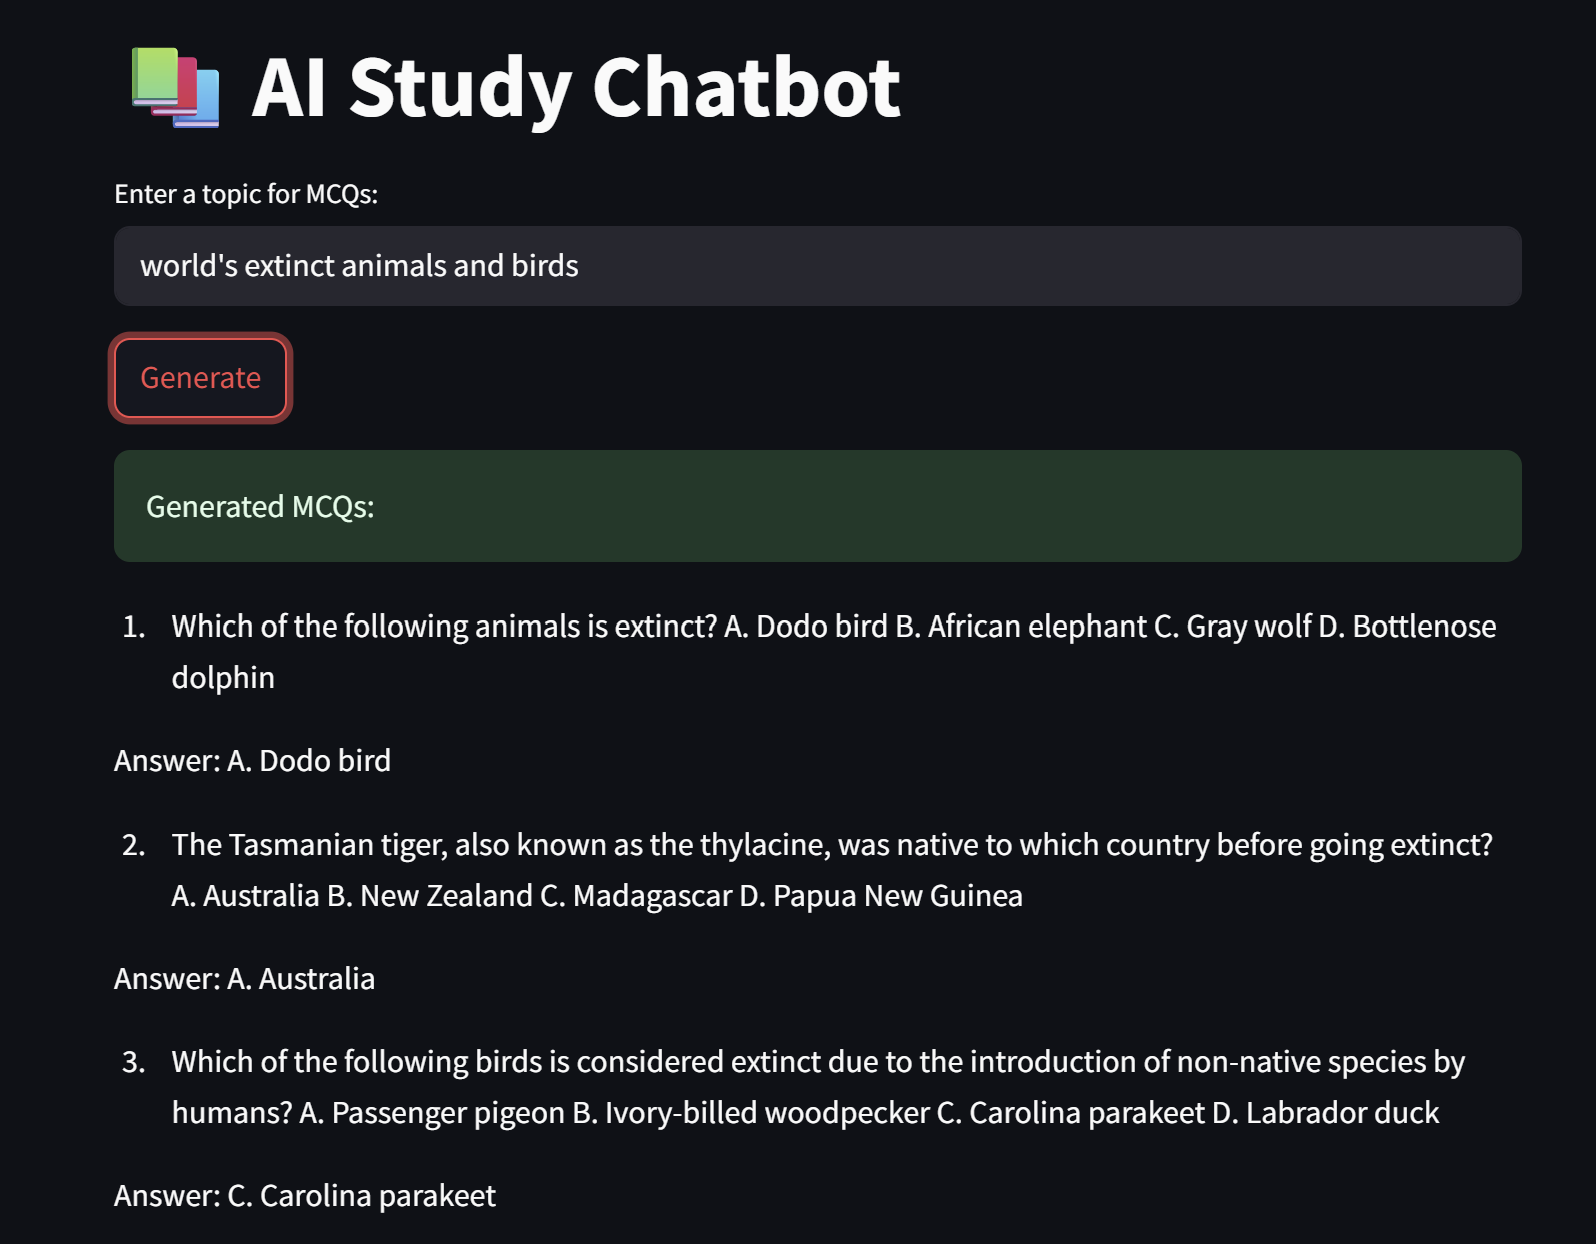 AI Study Chatbot
Enter a topic for MCQs:
world's extinct animals and birds
Generate
Generated MCQs:
1. Which of the following animals is extinct? A. Dodo bird B. African elephant C. Gray wolf D. Bottlenose
dolphin
Answer: A. Dodo bird
2. The Tasmanian tiger, also known as the thylacine, was native to which country before going extinct?
A. Australia B. New Zealand C. Madagascar D. Papua New Guinea
Answer: A. Australia
3. Which of the following birds is considered extinct due to the introduction of non-native species by
humans? A. Passenger pigeon B. Ivory-billed woodpecker C. Carolina parakeet D. Labrador duck
Answer: C. Carolina parakeet